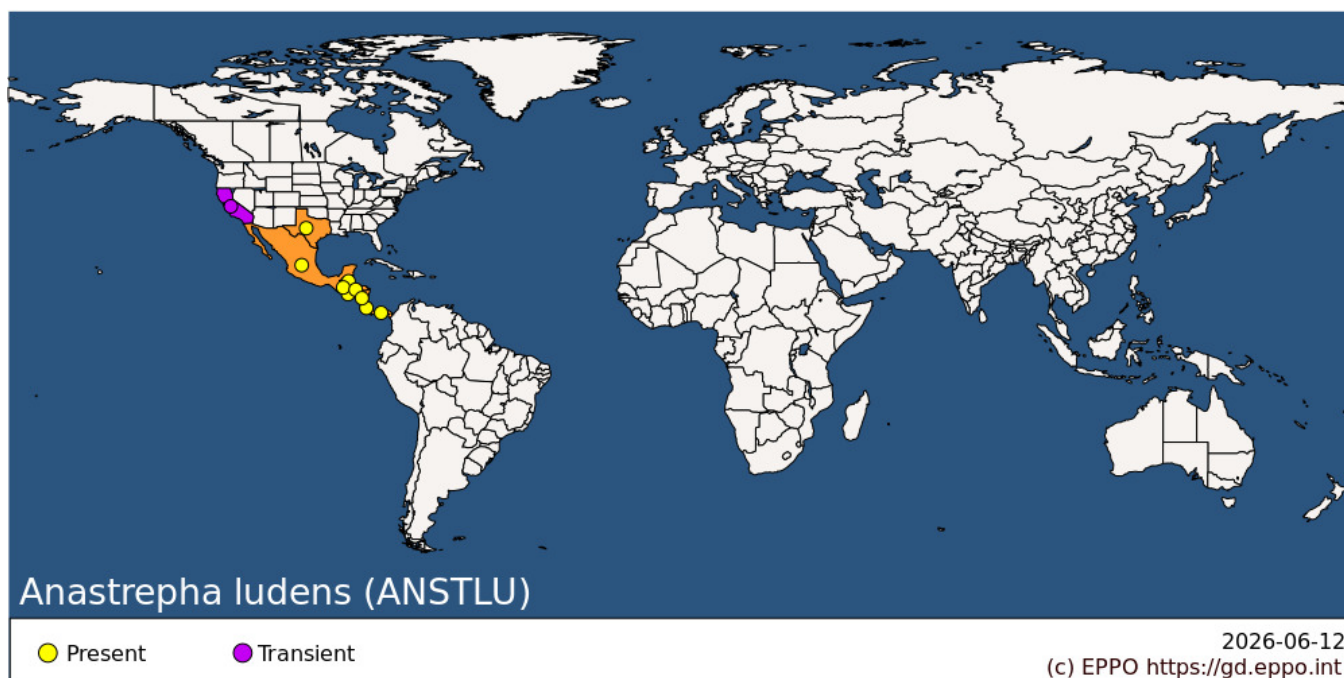 Anastrepha ludens (ANSTLU)
Present
Transient
2026-06-12
(c) EPPO https://gd.eppo.int